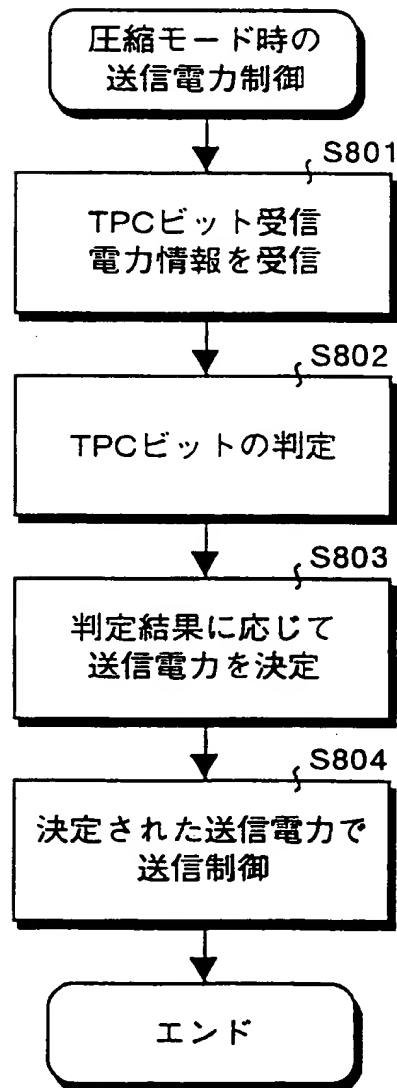 圧縮モード時の
送信電力制御
S801
TPCビット受信
電力情報を受信
S802
TPCビットの判定
S803
判定結果に応じて
送信電力を決定
S804
決定された送信電力で
送信制御
エンド